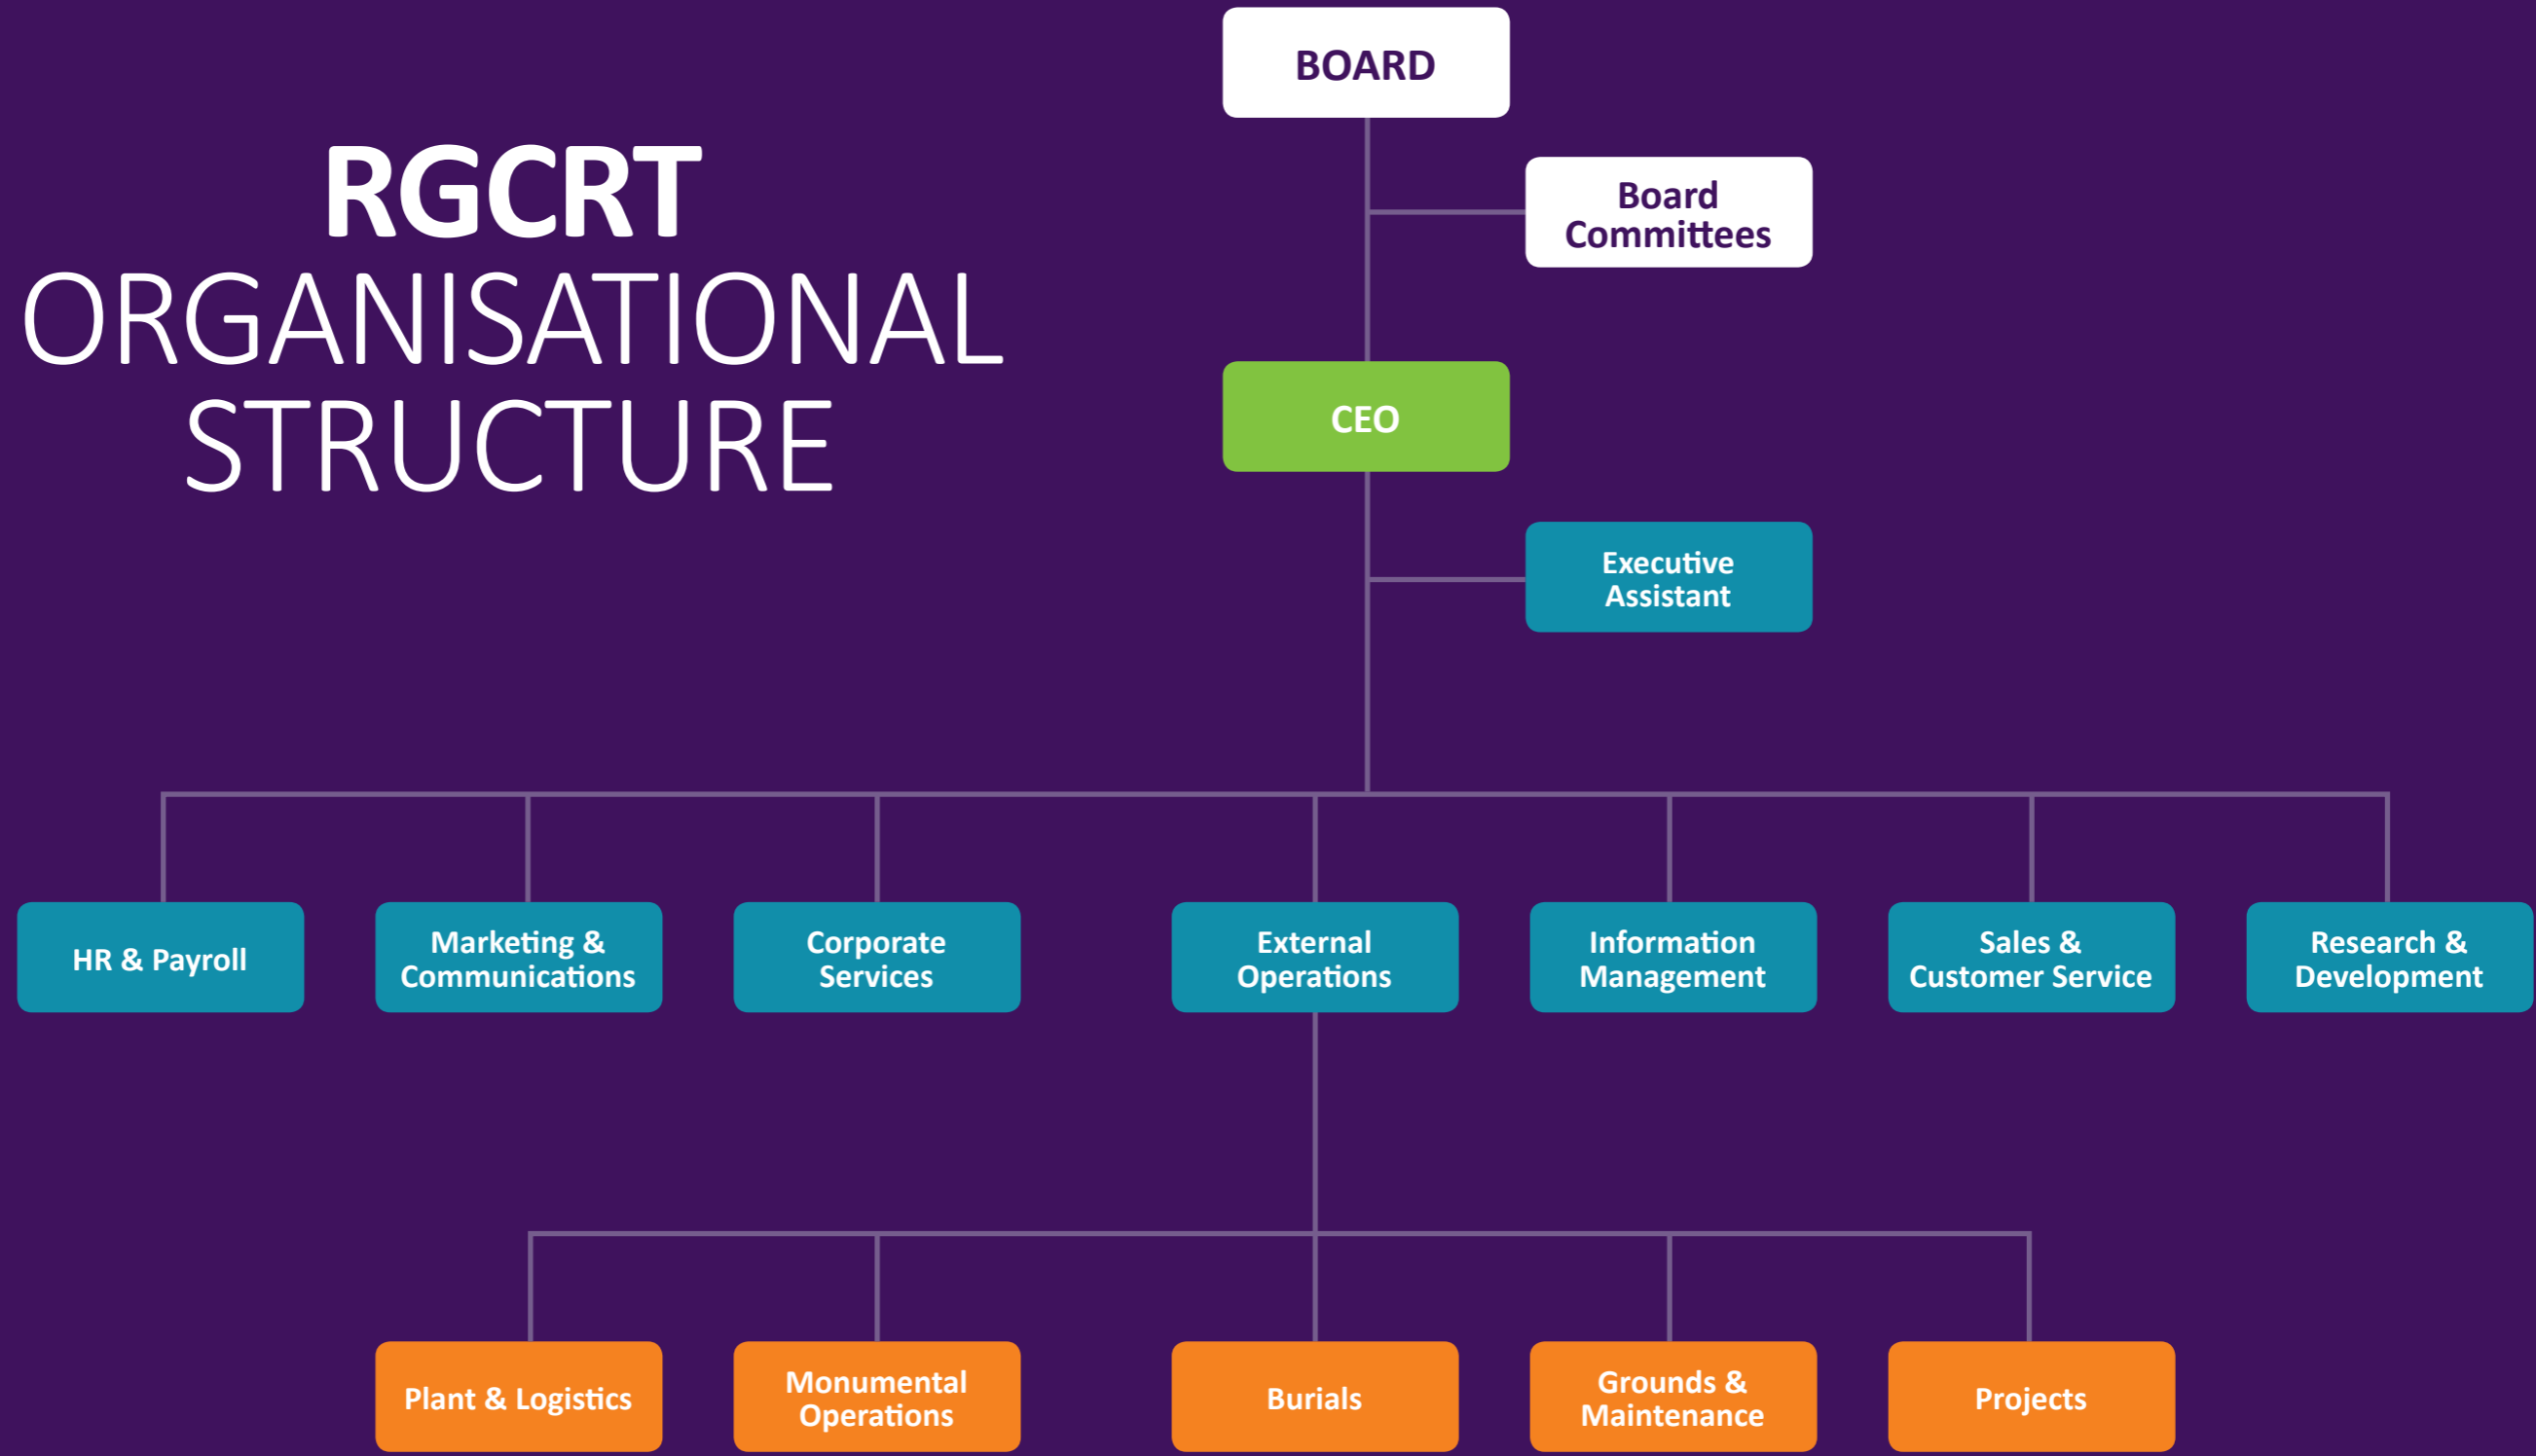 RGCRT
ORGANISATIONAL
STRUCTURE
BOARD
Board
Committees
CEO
Executive
Assistant
HR & Payroll
Marketing &
Communications
Corporate
Services
External
Operations
Information
Management
Sales &
Customer Service
Research &
Development
Plant & Logistics
Monumental
Operations
Burials
Grounds &
Maintenance
Projects